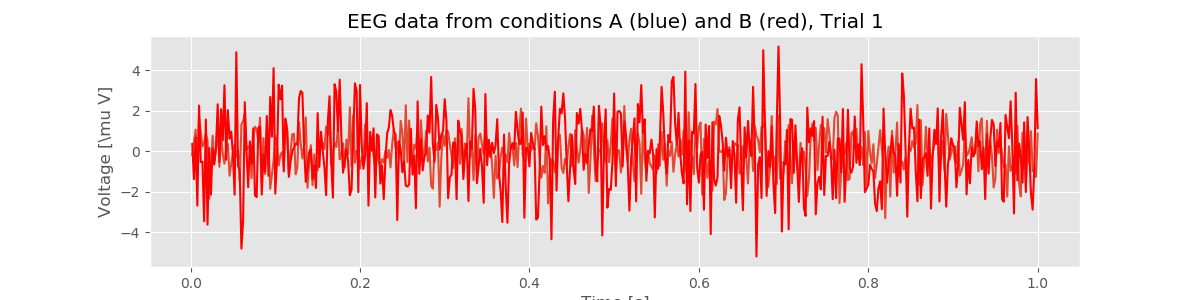 EEG data from conditions A (blue) and B (red), Trial 1
Voltage [mu V]
4
2
0
−2
−4
0.0 0.2 0.4 0.6 0.8 1.0
Time [s]